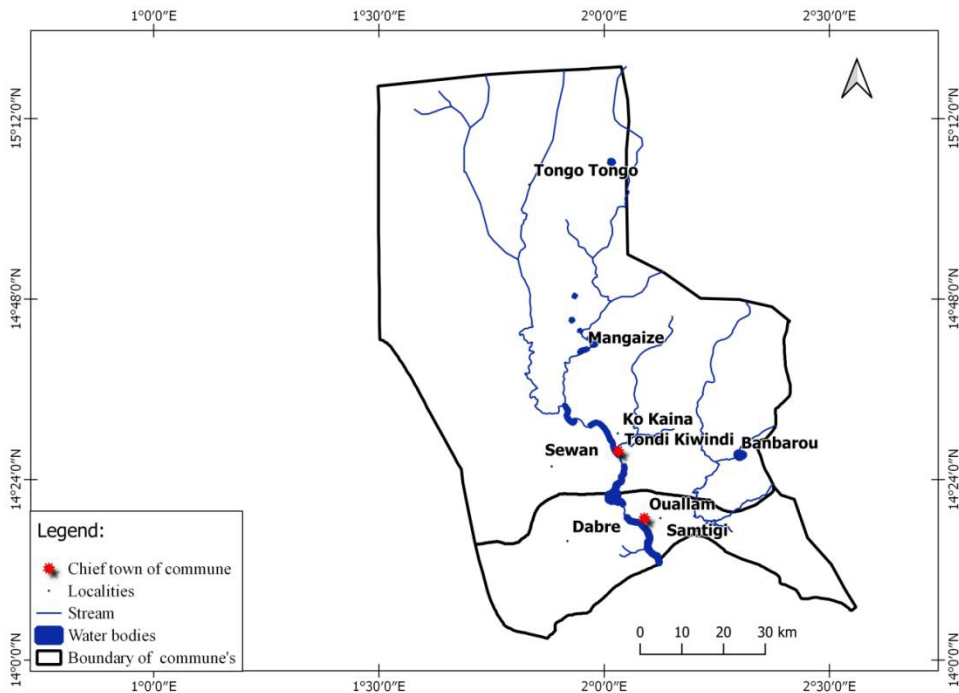 1°0'0"E 1°30'0"E 2°0'0"E 2°30'0"E
15°12'0"N 15°12'0"N
Tongo Tongo
14°48'0"N 14°48'0"N
Mangaize
Ko Kaina
Tondi Kiwindi
Banbarou
Sewan
14°24'0"N 14°24'0"N
Ouallam
Dabre
Samtigi
Legend:
Chief town of commune
Localities
Stream
Water bodies
Boundary of commune's
0 10 20 30 km
14°0'0"N 14°0'0"N
1°0'0"E 1°30'0"E 2°0'0"E 2°30'0"E